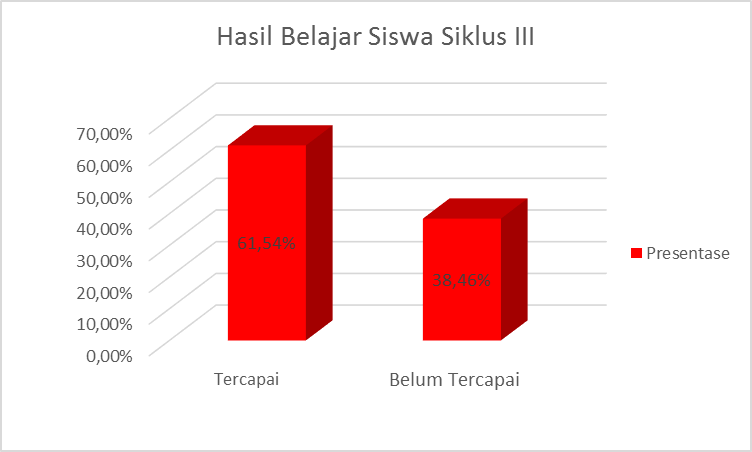 Hasil Belajar Siswa Siklus III
70,00%
60,00%
50,00%
40,00%
30,00%
20,00%
10,00%
0,00%
61,54%
38,46%
Tercapai
Belum Tercapai
Presentase